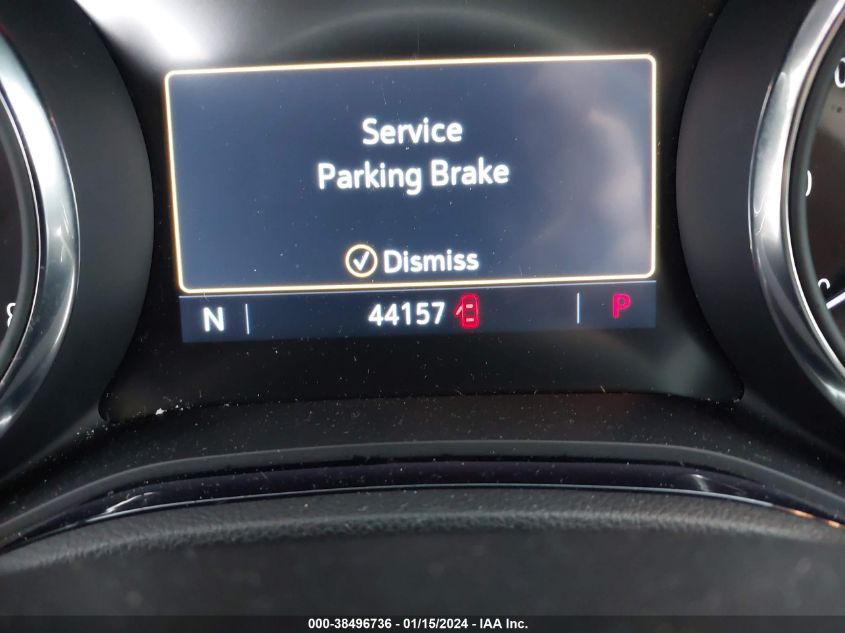 Service
Parking Brake
Dismiss
N 44157 P
000-38496736 - 01/15/2024 - IAA Inc.